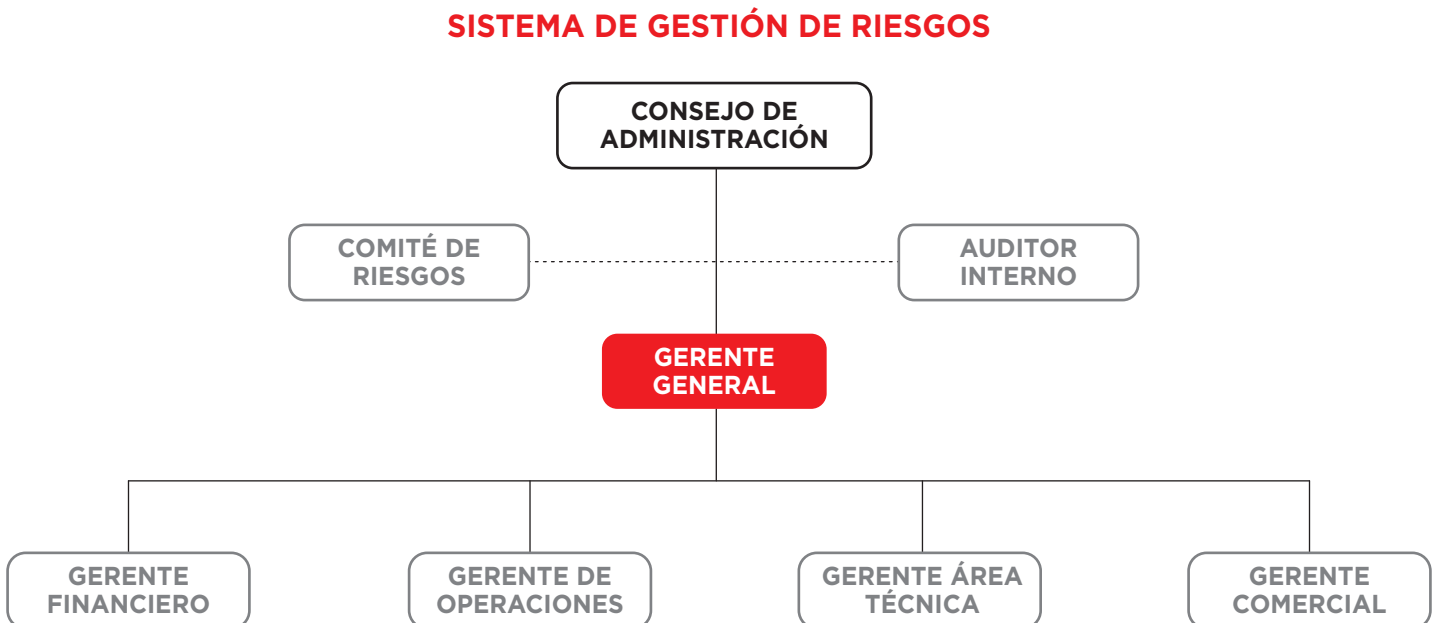 SISTEMA DE GESTIÓN DE RIESGOS
CONSEJO DE
ADMINISTRACIÓN
COMITÉ DE
RIESGOS
AUDITOR
INTERNO
GERENTE
GENERAL
GERENTE
FINANCIERO
GERENTE DE
OPERACIONES
GERENTE ÁREA
TÉCNICA
GERENTE
COMERCIAL